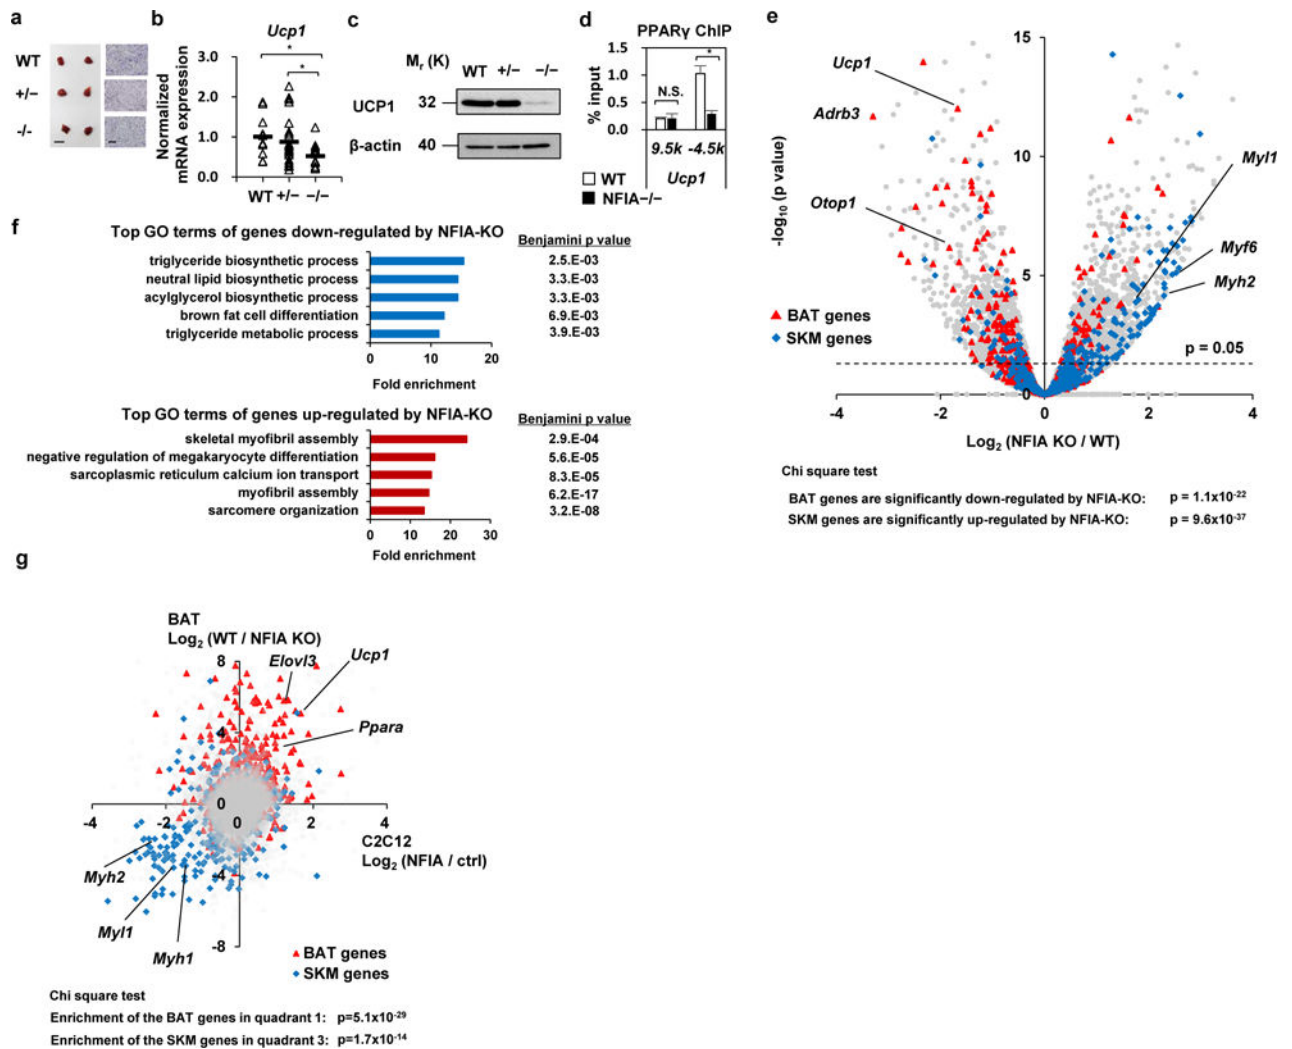 a
WT
+/−
-/-
b
Ucp1
*
*
3.0
2.0
1.0
0.0
Normalized
mRNA expression
WT +/− −/−
c
Mr (K)
WT +/− −/−
UCP1 32
β-actin 40
d
PPARγ ChIP
1.5
1.0
0.5
0.0
% input
N.S.
*
9.5k -4.5k
Ucp1
WT
NFIA−/−
e
15
10
5
0
-log10 (p value)
Ucp1
Adrb3
Otop1
Myl1
Myf6
Myh2
BAT genes
SKM genes
p = 0.05
-4 -2 0 2 4
Log2 (NFIA KO / WT)
Chi square test
BAT genes are significantly down-regulated by NFIA-KO: p = 1.1x10-22
SKM genes are significantly up-regulated by NFIA-KO: p = 9.6x10-37
f
Top GO terms of genes down-regulated by NFIA-KO Benjamini p value
triglyceride biosynthetic process 2.5.E-03
neutral lipid biosynthetic process 3.3.E-03
acylglycerol biosynthetic process 3.3.E-03
brown fat cell differentiation 6.9.E-03
triglyceride metabolic process 3.9.E-03
0 10 20
Fold enrichment
Top GO terms of genes up-regulated by NFIA-KO Benjamini p value
skeletal myofibril assembly 2.9.E-04
negative regulation of megakaryocyte differentiation 5.6.E-05
sarcoplasmic reticulum calcium ion transport 8.3.E-05
myofibril assembly 6.2.E-17
sarcomere organization 3.2.E-08
0 10 20 30
Fold enrichment
g
BAT
Log2 (WT / NFIA KO)
8
4
0
-4
-8
Elovl3
Ucp1
Ppara
-4 -2 0 2 4
C2C12
Log2 (NFIA / ctrl)
Myh2
Myl1
Myh1
BAT genes
SKM genes
Chi square test
Enrichment of the BAT genes in quadrant 1: p=5.1x10-29
Enrichment of the SKM genes in quadrant 3: p=1.7x10-14